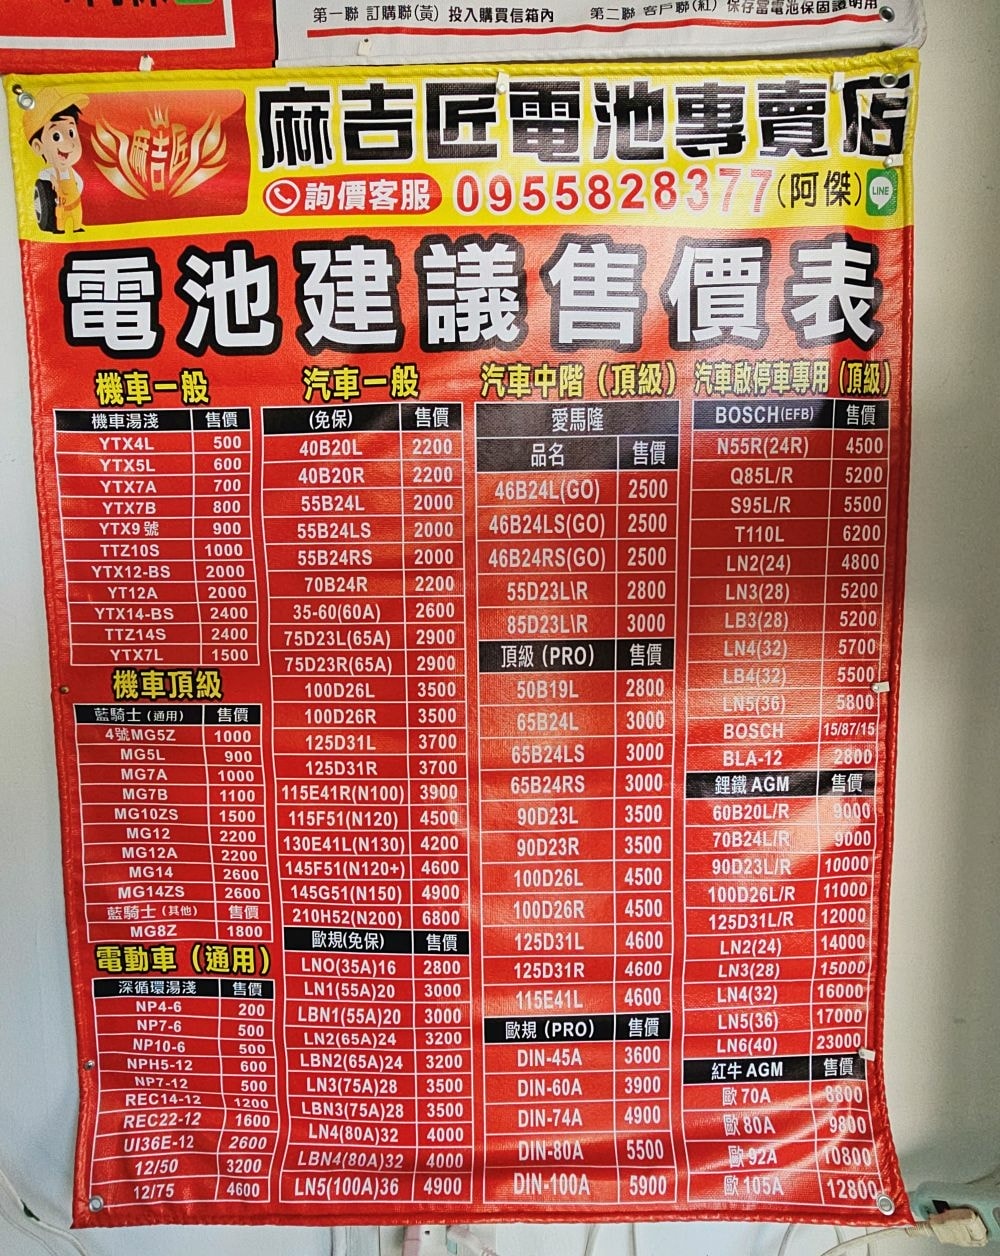 第一聯 訂購聯(黃) 投入購買信箱內
第二聯 客戶聯(紅) 保存當電池保固證明用
麻吉匠
麻吉匠電池專賣店
詢價客服 0955828377(阿傑) LINE
電池建議售價表
機車一般
機車湯淺 售價
YTX4L 500
YTX5L 600
YTX7A 700
YTX7B 800
YTX9號 900
TTZ10S 1000
YTX12-BS 2000
YT12A 2000
YTX14-BS 2400
TTZ14S 2400
YTX7L 1500
機車頂級
藍騎士(通用) 售價
4號MG5Z 1000
MG5L 900
MG7A 1000
MG7B 1100
MG10ZS 1500
MG12 2200
MG12A 2200
MG14 2600
MG14ZS 2600
藍騎士(其他) 售價
MG8Z 1800
電動車(通用)
深循環湯淺 售價
NP4-6 200
NP7-6 500
NP10-6 500
NPH5-12 600
NP7-12 500
REC14-12 1200
REC22-12 1600
UI36E-12 2600
12/50 3200
12/75 4600
汽車一般
(免保) 售價
40B20L 2200
40B20R 2200
55B24L 2000
55B24LS 2000
55B24RS 2000
70B24R 2200
35-60(60A) 2600
75D23L(65A) 2900
75D23R(65A) 2900
100D26L 3500
100D26R 3500
125D31L 3700
125D31R 3700
115E41R(N100) 3900
115F51(N120) 4500
130E41L(N130) 4200
145F51(N120+) 4600
145G51(N150) 4900
210H52(N200) 6800
歐規(免保) 售價
LNO(35A)16 2800
LN1(55A)20 3000
LBN1(55A)20 3000
LN2(65A)24 3200
LBN2(65A)24 3200
LN3(75A)28 3500
LBN3(75A)28 3500
LN4(80A)32 4000
LBN4(80A)32 4000
LN5(100A)36 4900
汽車中階(頂級)
愛馬隆
品名 售價
46B24L(GO) 2500
46B24LS(GO) 2500
46B24RS(GO) 2500
55D23L\R 2800
85D23L\R 3000
頂級(PRO) 售價
50B19L 2800
65B24L 3000
65B24LS 3000
65B24RS 3000
90D23L 3500
90D23R 3500
100D26L 4500
100D26R 4500
125D31L 4600
125D31R 4600
115E41L 4600
歐規(PRO) 售價
DIN-45A 3600
DIN-60A 3900
DIN-74A 4900
DIN-80A 5500
DIN-100A 5900
汽車啟停車專用(頂級)
BOSCH(EFB) 售價
N55R(24R) 4500
Q85L/R 5200
S95L/R 5500
T110L 6200
LN2(24) 4800
LN3(28) 5200
LB3(28) 5200
LN4(32) 5700
LB4(32) 5500
LN5(36) 5800
BOSCH 15/87/15
BLA-12 2800
鋰鐵AGM 售價
60B20L/R 9000
70B24L/R 9000
90D23L/R 10000
100D26L/R 11000
125D31L/R 12000
LN2(24) 14000
LN3(28) 15000
LN4(32) 16000
LN5(36) 17000
LN6(40) 23000
紅牛AGM 售價
歐70A 8800
歐80A 9800
歐92A 10800
歐105A 12800